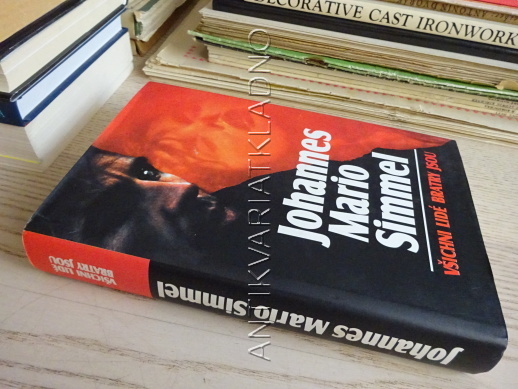 DECORATIVE CAST IRONWORK
Johannes
Mario
Simmel
VŠICHNI LIDÉ BRATRY JSOU
VŠICHNI LIDÉ
BRATRY JSOU
Johannes Mario Simmel
ANTIKVARIATKLADNO